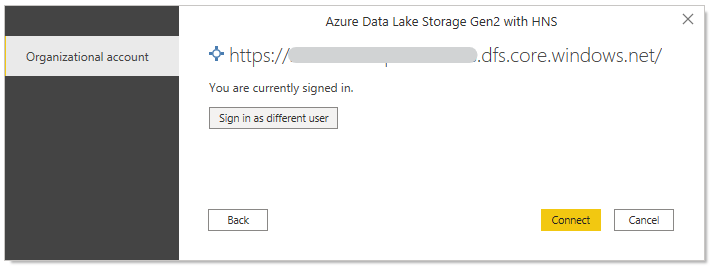 Azure Data Lake Storage Gen2 with HNS
Organizational account
https:// .dfs.core.windows.net/
You are currently signed in.
Sign in as different user
Back
Connect
Cancel